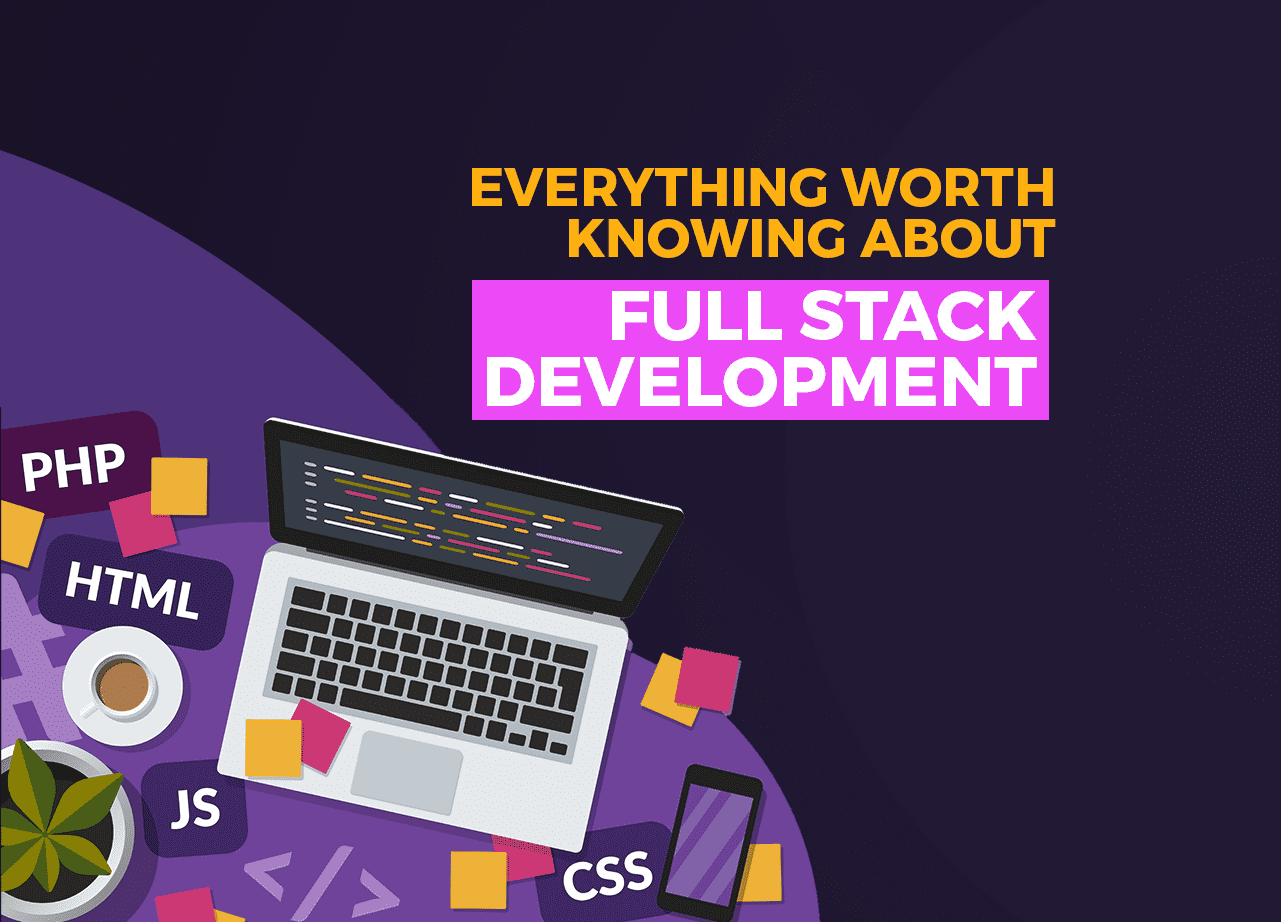 EVERYTHING WORTH
KNOWING ABOUT
FULL STACK
DEVELOPMENT
PHP
HTML
JS
</>
CSS
#